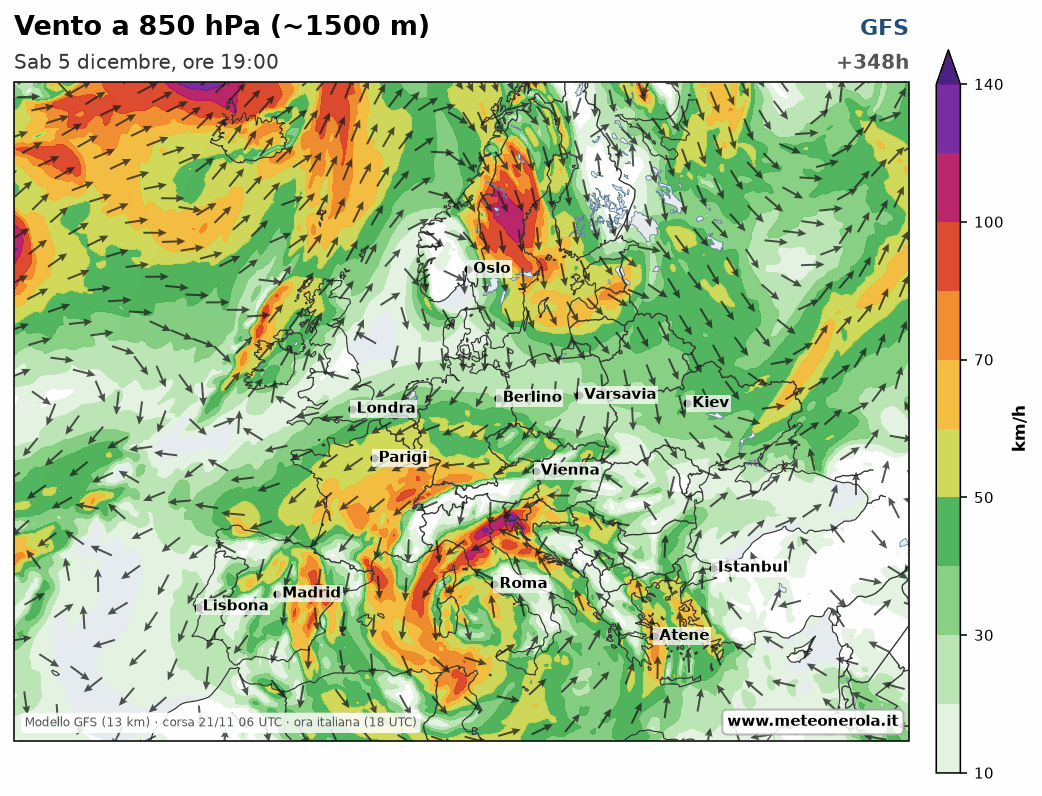 Vento a 850 hPa (~1500 m)
GFS
Sab 5 dicembre, ore 19:00
+348h
140
100
70
50
30
10
km/h
Oslo
Londra
Berlino
Varsavia
Kiev
Parigi
Vienna
Istanbul
Roma
Madrid
Lisbona
Atene
Modello GFS (13 km) · corsa 21/11 06 UTC · ora italiana (18 UTC)
www.meteonerola.it